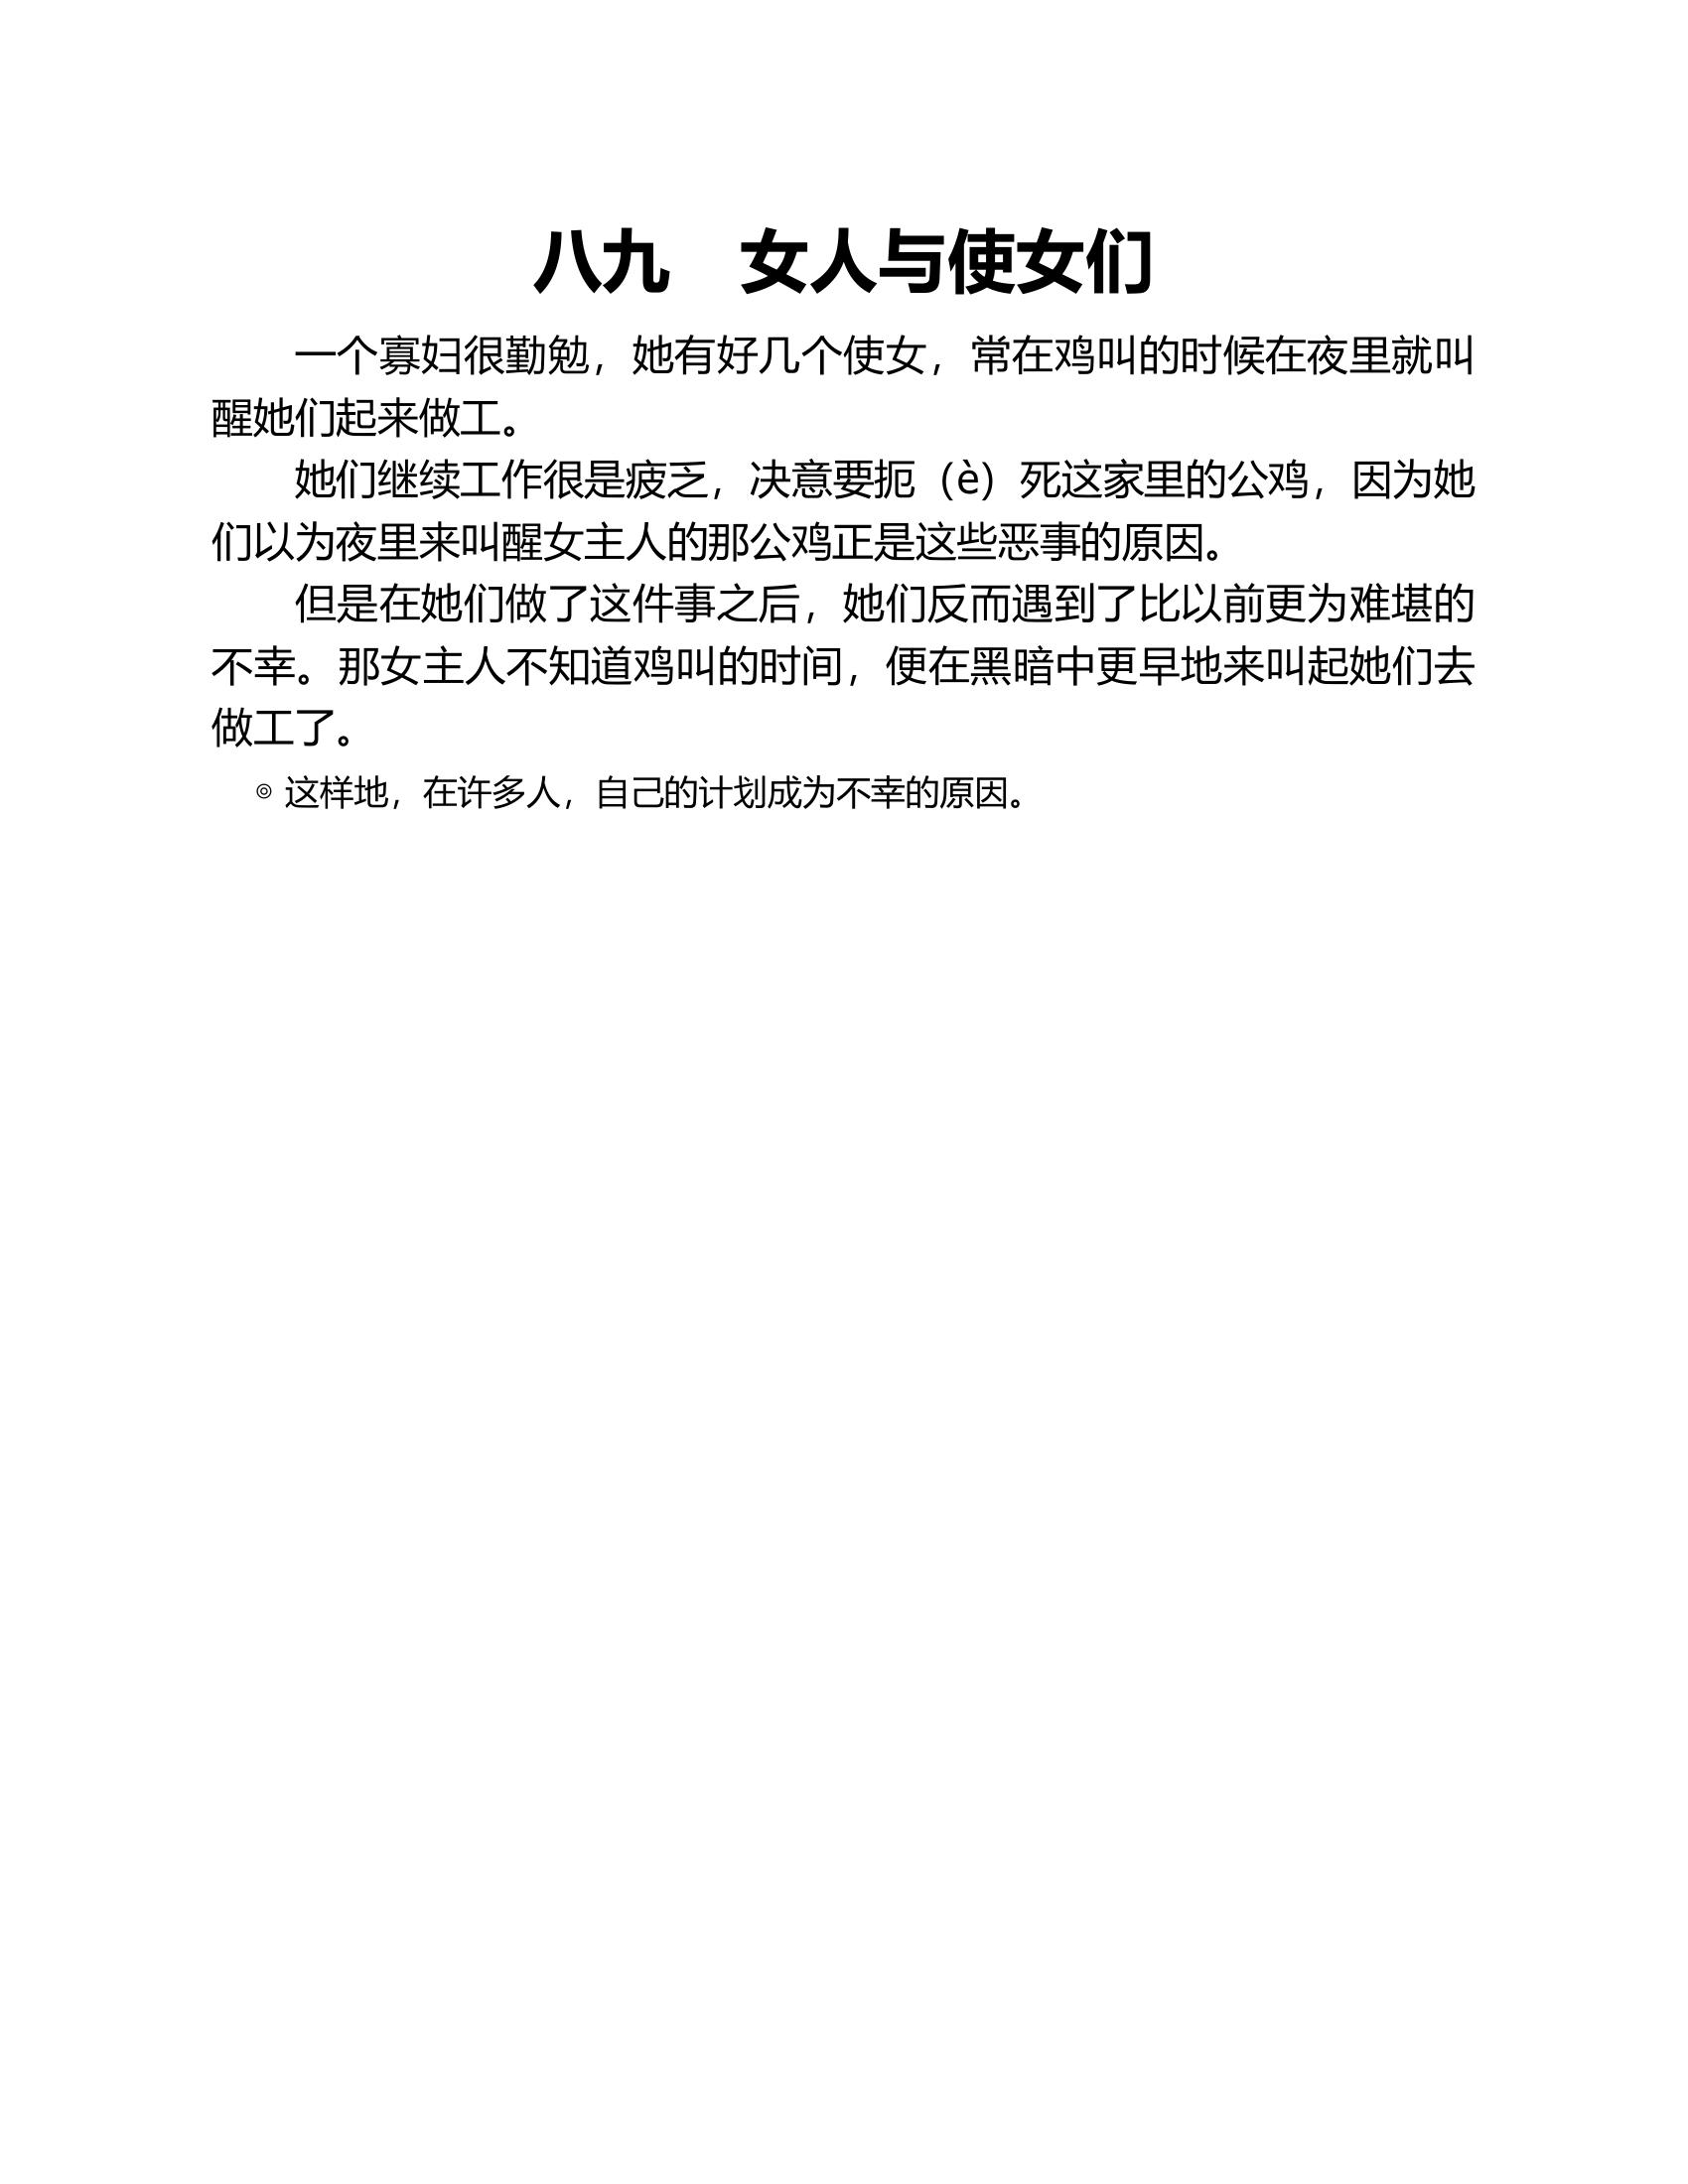 八九　女人与使女们
一个寡妇很勤勉，她有好几个使女，常在鸡叫的时候在夜里就叫
醒她们起来做工。
她们继续工作很是疲乏，决意要扼（è）死这家里的公鸡，因为她
们以为夜里来叫醒女主人的那公鸡正是这些恶事的原因。
但是在她们做了这件事之后，她们反而遇到了比以前更为难堪的
不幸。那女主人不知道鸡叫的时间，便在黑暗中更早地来叫起她们去
做工了。
◎ 这样地，在许多人，自己的计划成为不幸的原因。